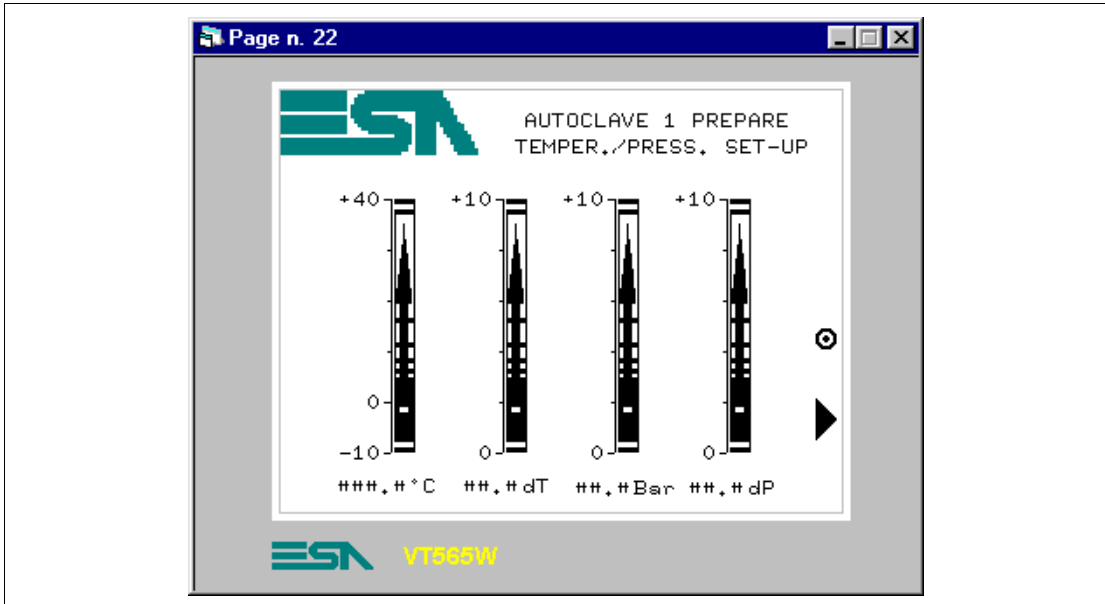 Page n. 22
ESA
AUTOCLAVE 1 PREPARE
TEMPER./PRESS. SET-UP
+40 +10 +10 +10
0
-10 0 0 0
###.#°C ##.#dT ##.#Bar ##.#dP
ESA VT565W